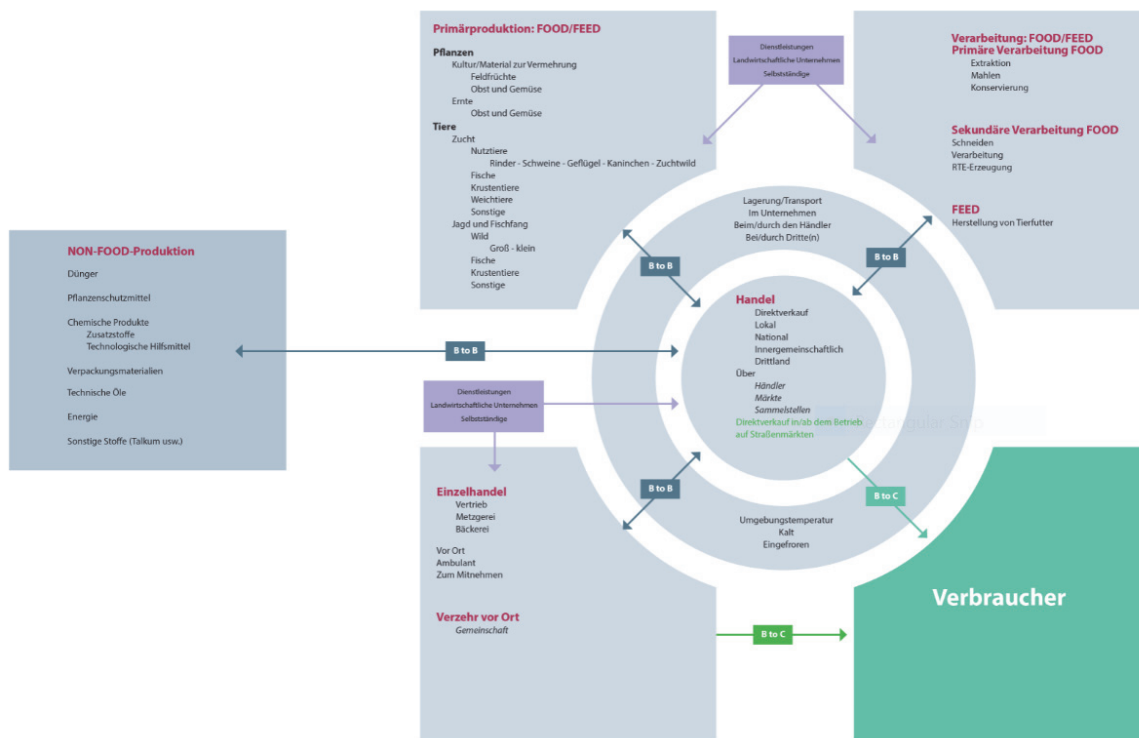 Primärproduktion: FOOD/FEED
Pflanzen
Kultur/Material zur Vermehrung
Feldfrüchte
Obst und Gemüse
Ernte
Obst und Gemüse
Tiere
Zucht
Nutztiere
Rinder - Schweine - Geflügel - Kaninchen - Zuchtwild
Fische
Krustentiere
Weichtiere
Sonstige
Jagd und Fischfang
Wild
Groß - klein
Fische
Krustentiere
Sonstige
Dienstleistungen
Landwirtschaftliche Unternehmen
Selbstständige
Verarbeitung: FOOD/FEED
Primäre Verarbeitung FOOD
Extraktion
Mahlen
Konservierung
Sekundäre Verarbeitung FOOD
Schneiden
Verarbeitung
RTE-Erzeugung
FEED
Herstellung von Tierfutter
Lagerung/Transport
Im Unternehmen
Beim/durch den Händler
Bei/durch Dritte(n)
B to B
B to B
NON-FOOD-Produktion
Dünger
Pflanzenschutzmittel
Chemische Produkte
Zusatzstoffe
Technologische Hilfsmittel
Verpackungsmaterialien
Technische Öle
Energie
Sonstige Stoffe (Talkum usw.)
B to B
Handel
Direktverkauf
Lokal
National
Innergemeinschaftlich
Drittland
Über
Händler
Märkte
Sammelstellen
Direktverkauf in/ab dem Betrieb
auf Straßenmärkten
Dienstleistungen
Landwirtschaftliche Unternehmen
Selbstständige
Einzelhandel
Vertrieb
Metzgerei
Bäckerei
Vor Ort
Ambulant
Zum Mitnehmen
Verzehr vor Ort
Gemeinschaft
B to B
B to C
Umgebungstemperatur
Kalt
Eingefroren
B to C
Verbraucher